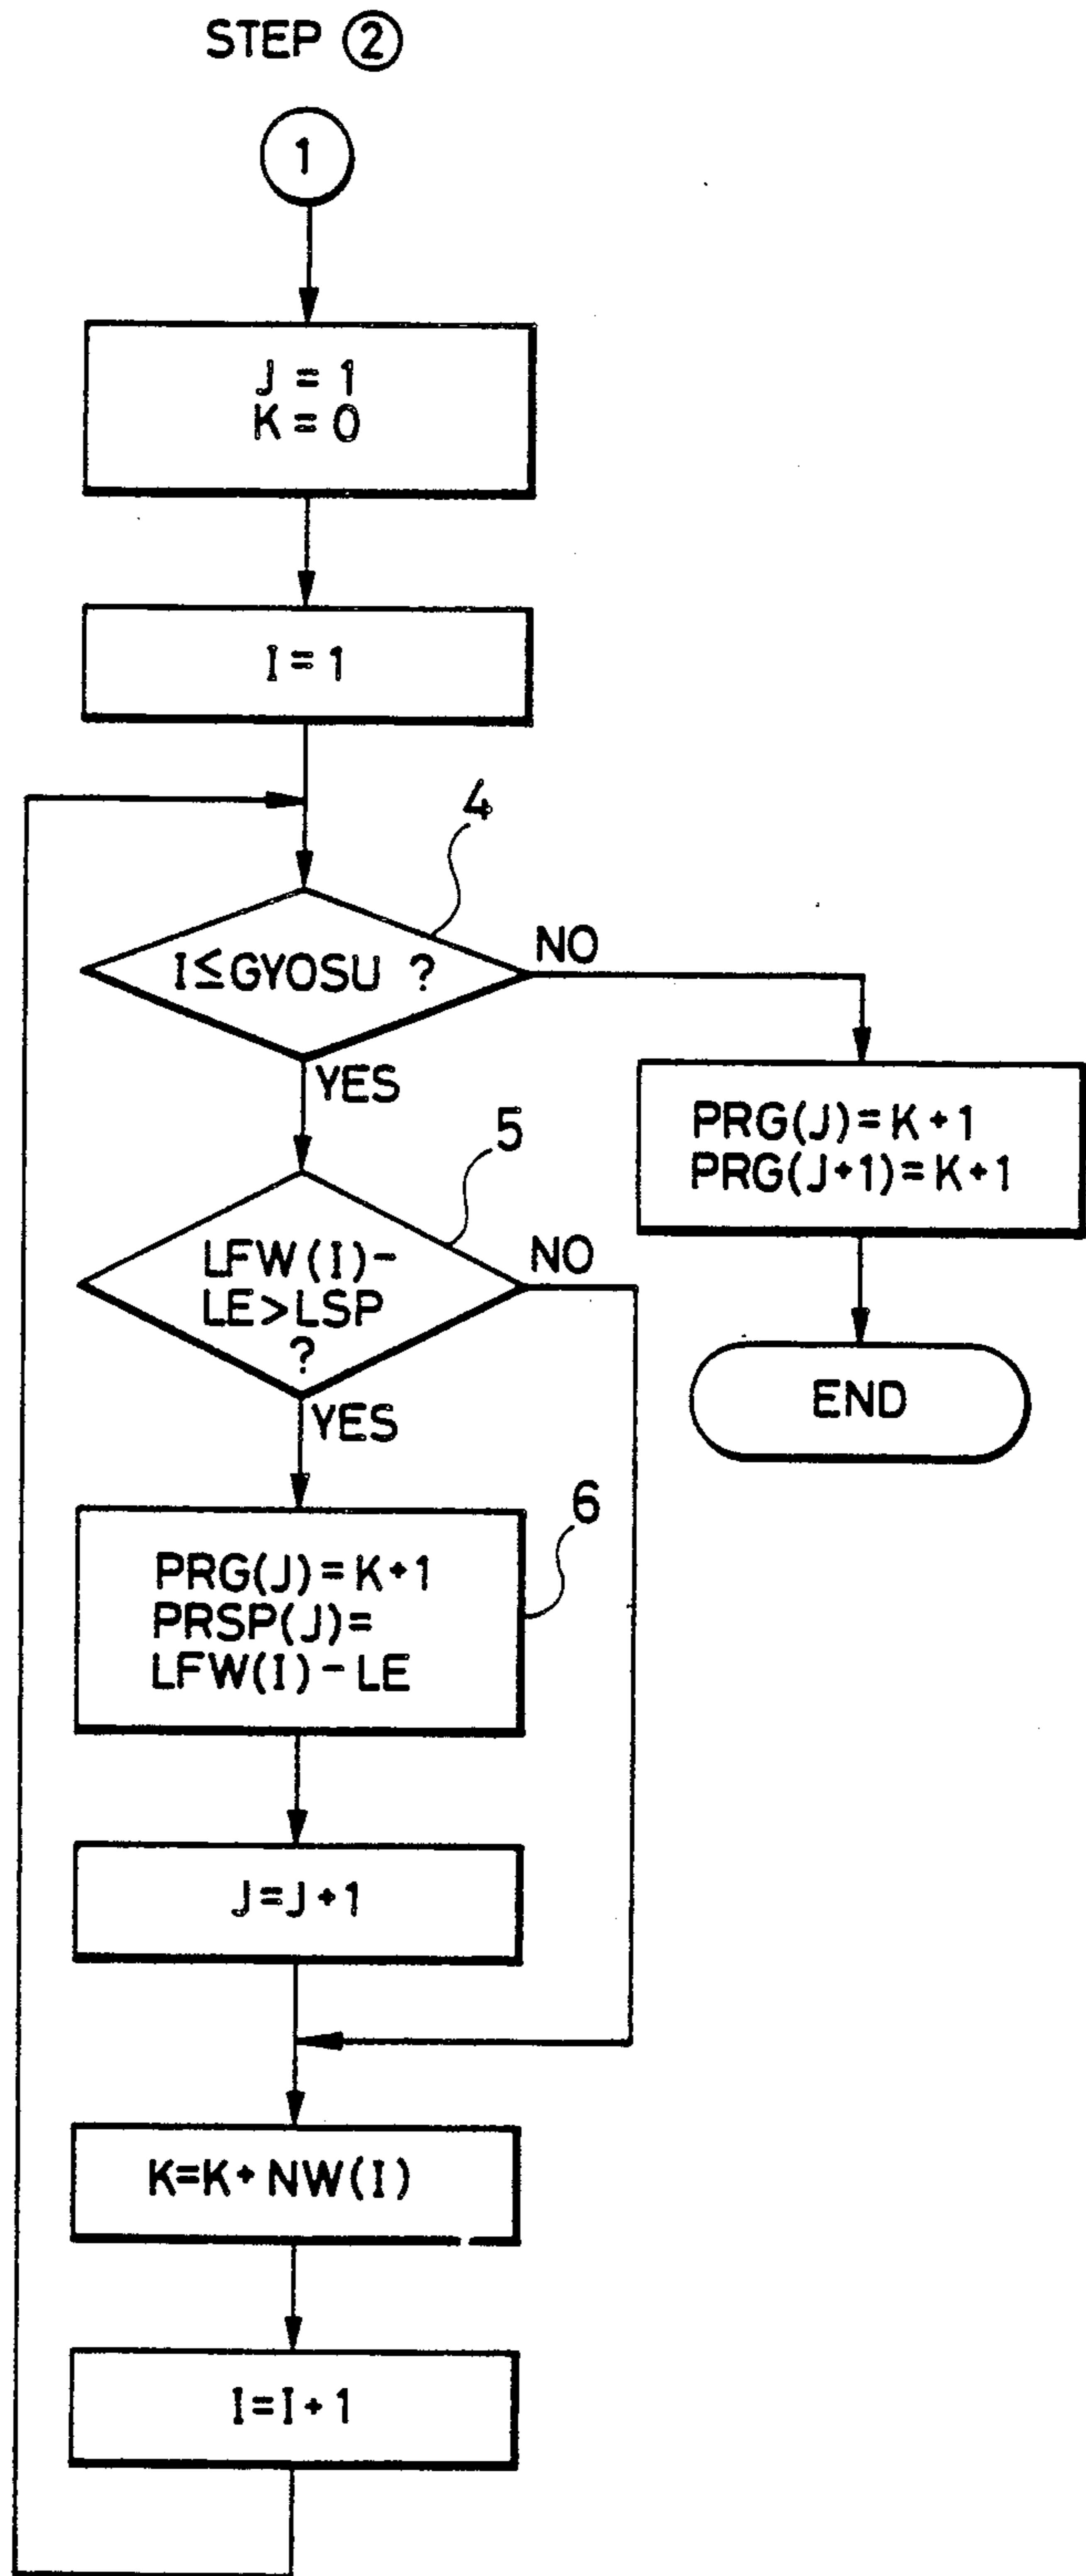 STEP ②
1
J = 1
K = 0
I = 1
4
I≤GYOSU ?
NO
YES
PRG(J)=K+1
PRG(J+1)=K+1
END
5
LFW(I)-
LE>LSP
?
NO
YES
6
PRG(J)=K+1
PRSP(J)=
LFW(I)-LE
J=J+1
K=K+NW(I)
I=I+1